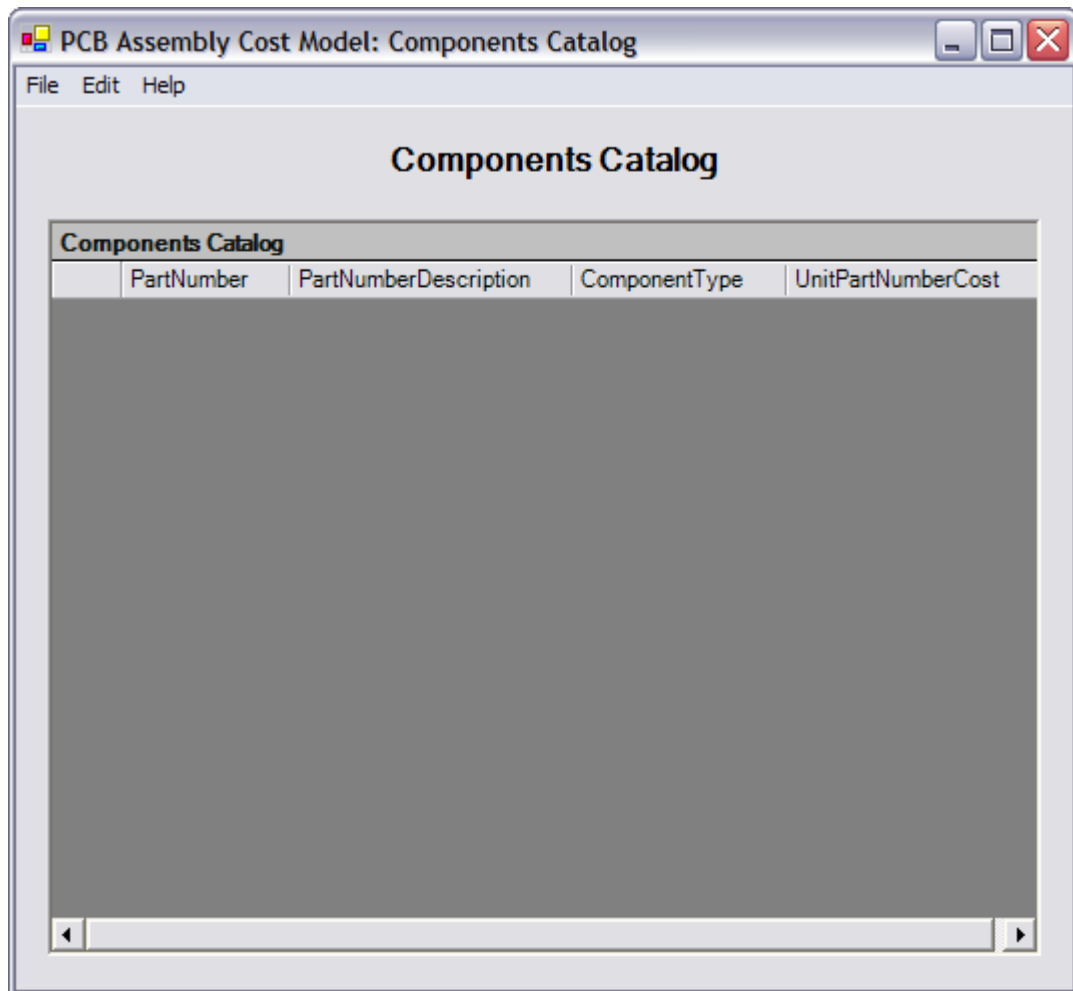 PCB Assembly Cost Model: Components Catalog
File Edit Help
Components Catalog
Components Catalog
PartNumber PartNumberDescription ComponentType UnitPartNumberCost